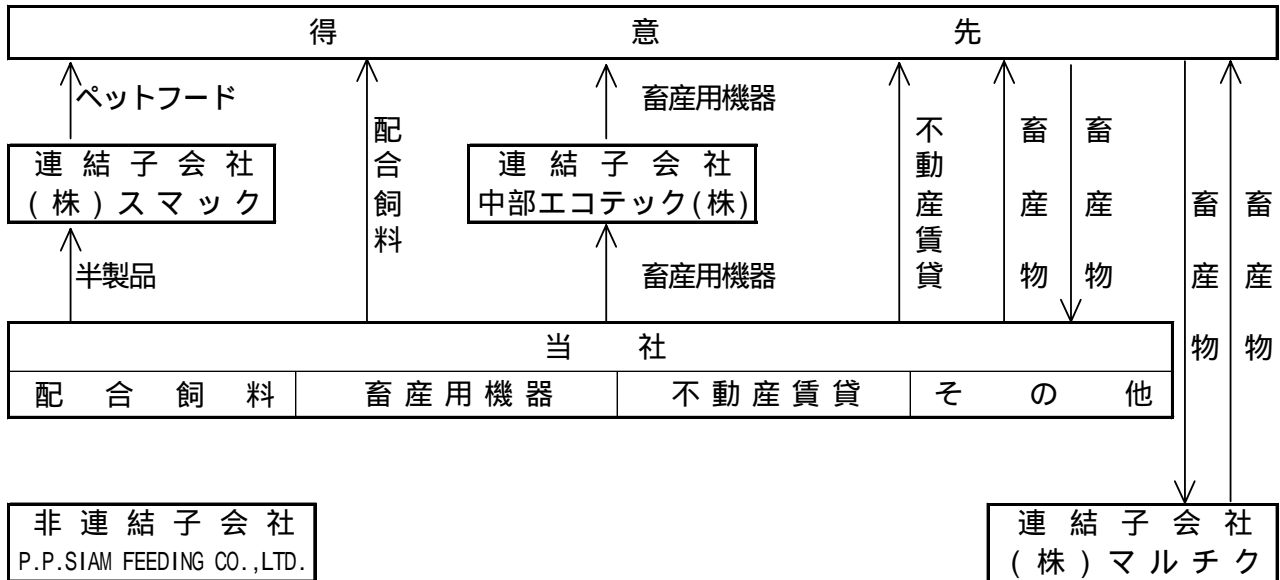 得意先
ペットフード
配合飼料
畜産用機器
不動産賃貸
畜産物
畜産物
畜産物
畜産物
連結子会社
(株)スマック
連結子会社
中部エコテック(株)
半製品
畜産用機器
当社
配合飼料
畜産用機器
不動産賃貸
その他
非連結子会社
P.P.SIAM FEEDING CO.,LTD.
連結子会社
(株)マルチク